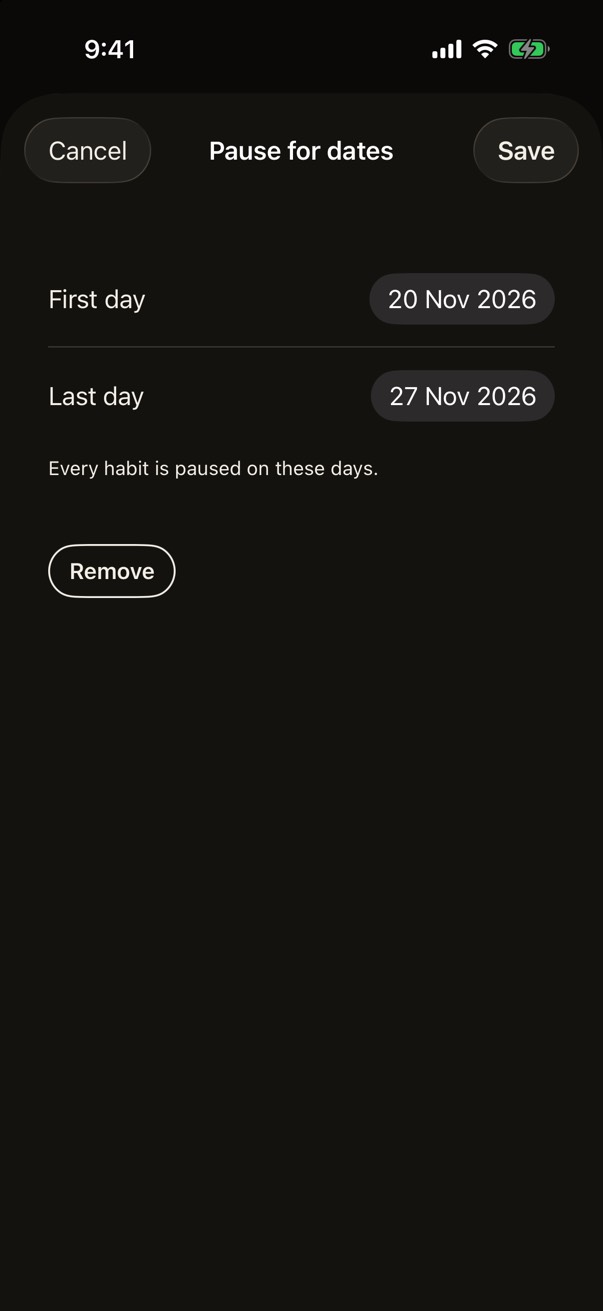 9:41
Cancel Pause for dates Save
First day 20 Nov 2026
Last day 27 Nov 2026
Every habit is paused on these days.
Remove